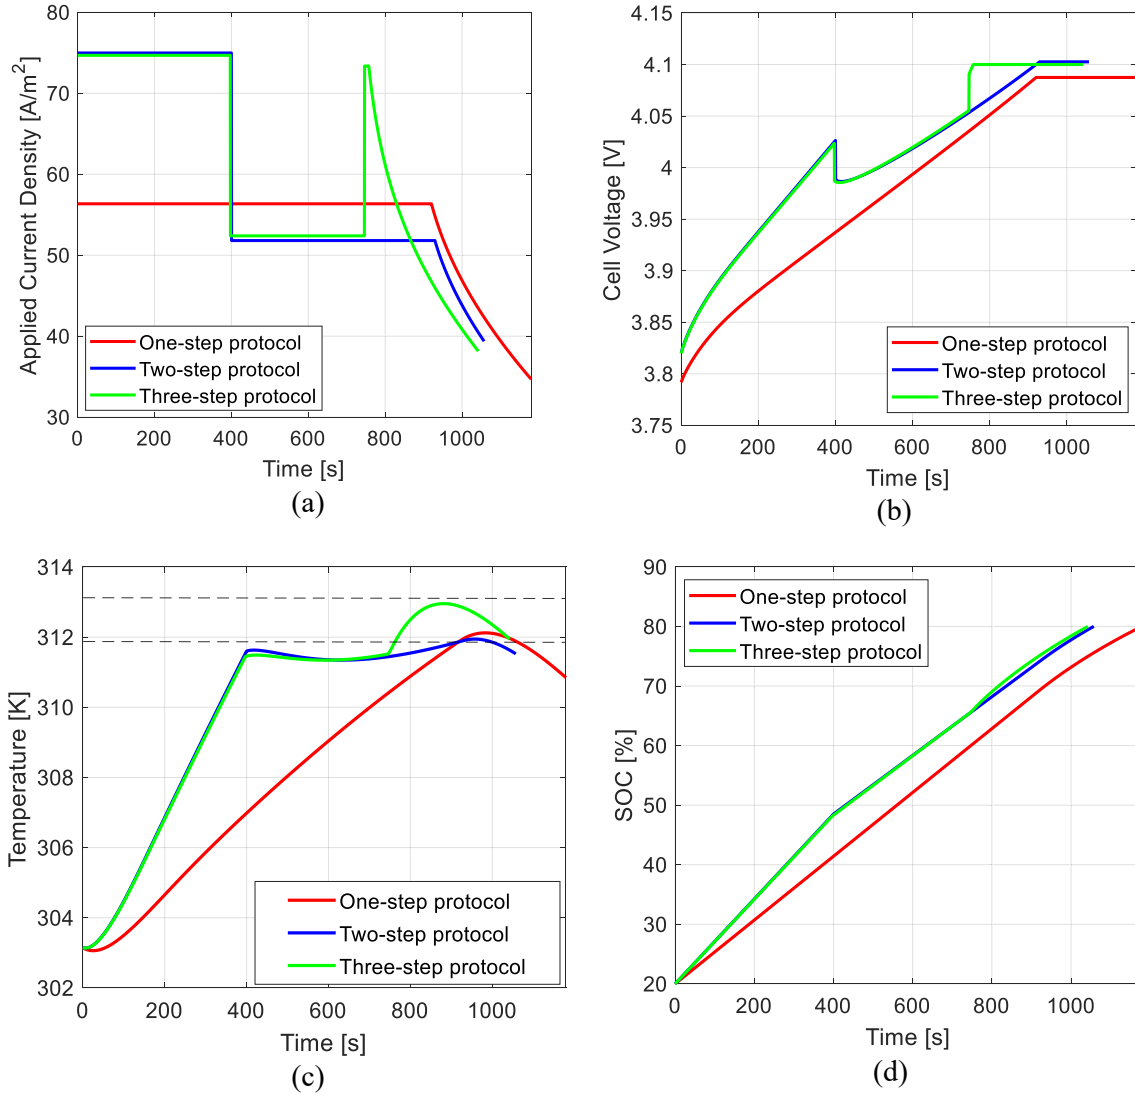 80
70
60
50
40
30
Applied Current Density [A/m²]
One-step protocol
Two-step protocol
Three-step protocol
0 200 400 600 800 1000
Time [s]
(a)
4.15
4.1
4.05
4
3.95
3.9
3.85
3.8
3.75
Cell Voltage [V]
One-step protocol
Two-step protocol
Three-step protocol
0 200 400 600 800 1000
Time [s]
(b)
314
312
310
308
306
304
302
Temperature [K]
One-step protocol
Two-step protocol
Three-step protocol
0 200 400 600 800 1000
Time [s]
(c)
90
80
70
60
50
40
30
20
SOC [%]
One-step protocol
Two-step protocol
Three-step protocol
0 200 400 600 800 1000
Time [s]
(d)